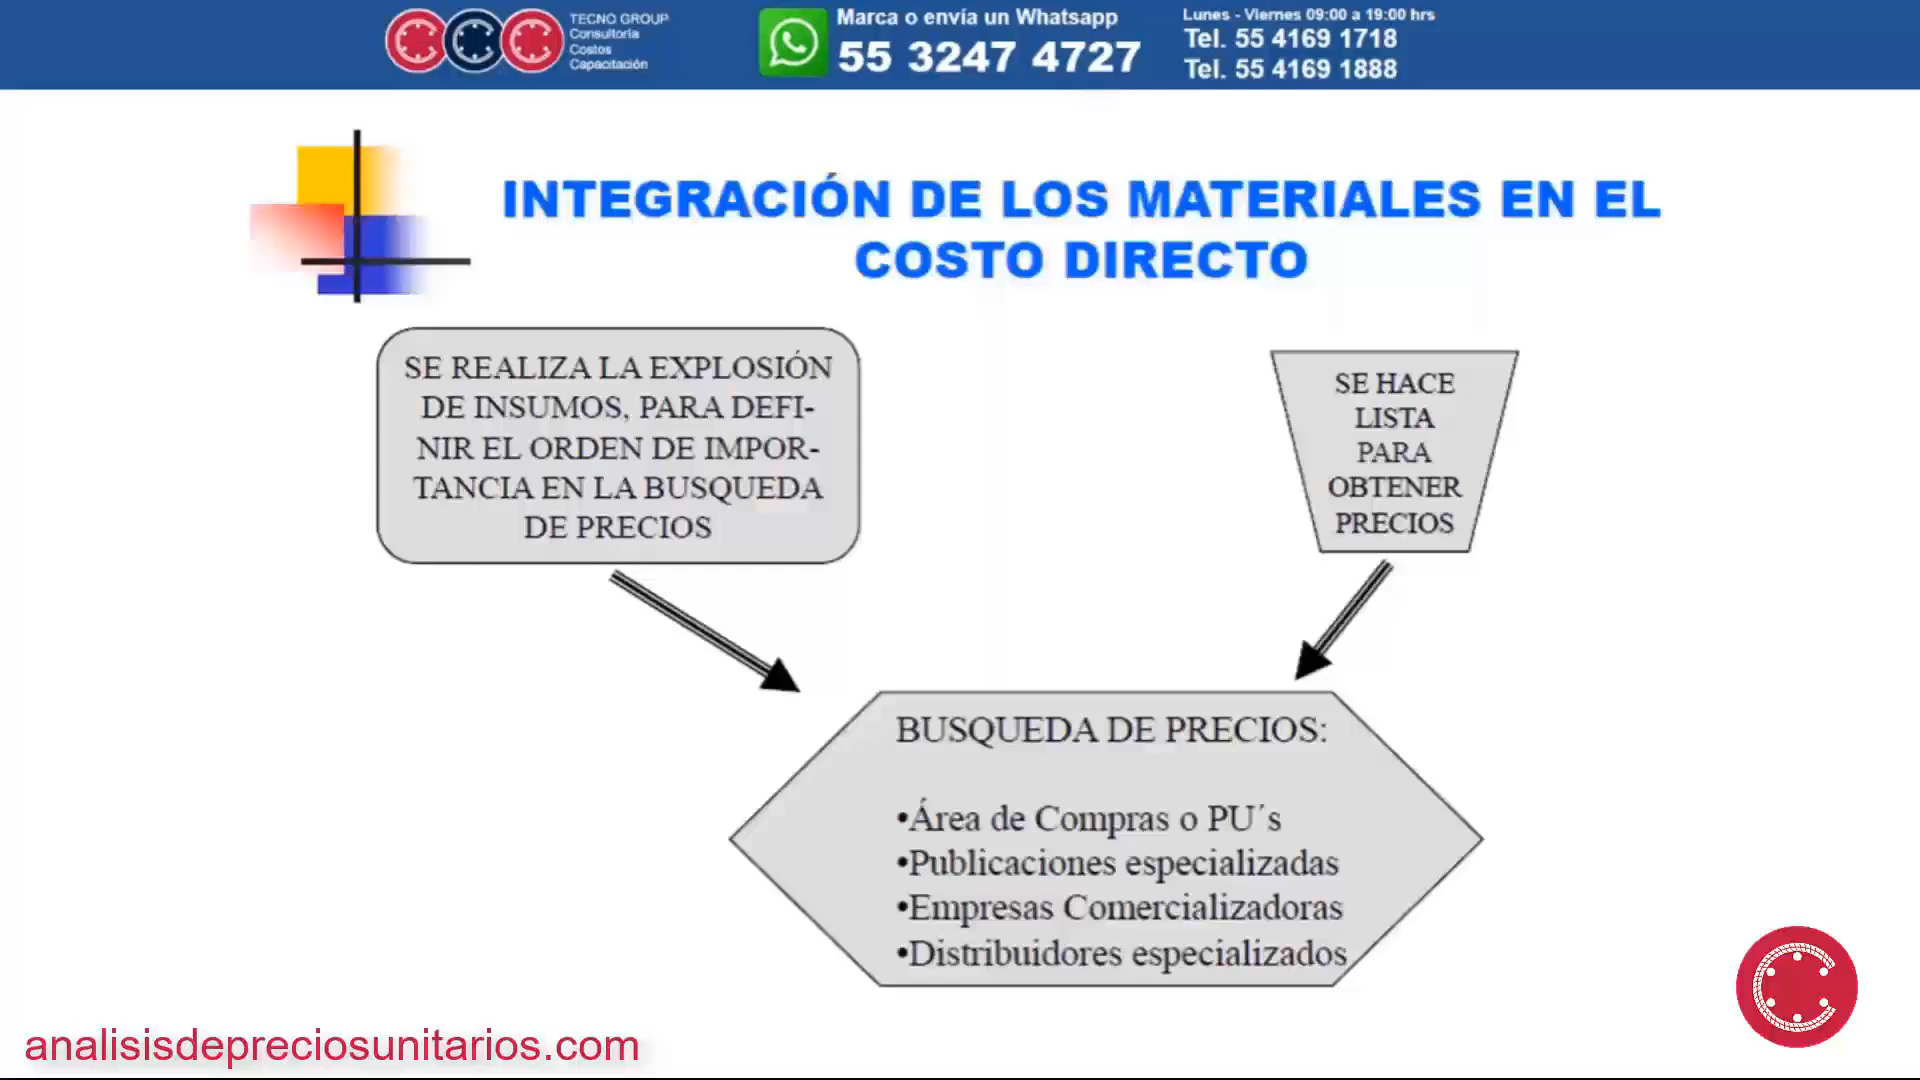 TECNO GROUP
Consultoría
Costos
Capacitación
Marca o envía un Whatsapp
55 3247 4727
Lunes - Viernes 09:00 a 19:00 hrs
Tel. 55 4169 1718
Tel. 55 4169 1888
INTEGRACIÓN DE LOS MATERIALES EN EL
COSTO DIRECTO
SE REALIZA LA EXPLOSIÓN
DE INSUMOS, PARA DEFI-
NIR EL ORDEN DE IMPOR-
TANCIA EN LA BUSQUEDA
DE PRECIOS
SE HACE
LISTA
PARA
OBTENER
PRECIOS
BUSQUEDA DE PRECIOS:
•Área de Compras o PU´s
•Publicaciones especializadas
•Empresas Comercializadoras
•Distribuidores especializados
analisisdepreciosunitarios.com